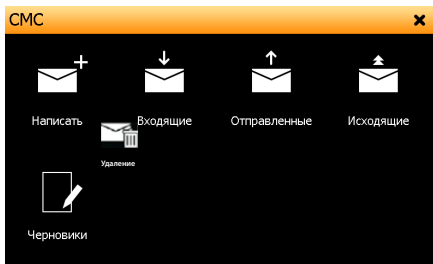 СМС
Написать
Входящие
Отправленные
Исходящие
Удаление
Черновики